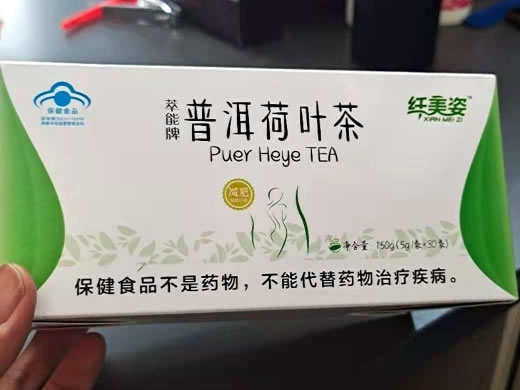 保健食品
萃能牌
普洱荷叶茶
Puer Heye TEA
纤美姿
XIAN MEI ZI
减肥
净含量 150g(5g/袋×30袋)
保健食品不是药物，不能代替药物治疗疾病。